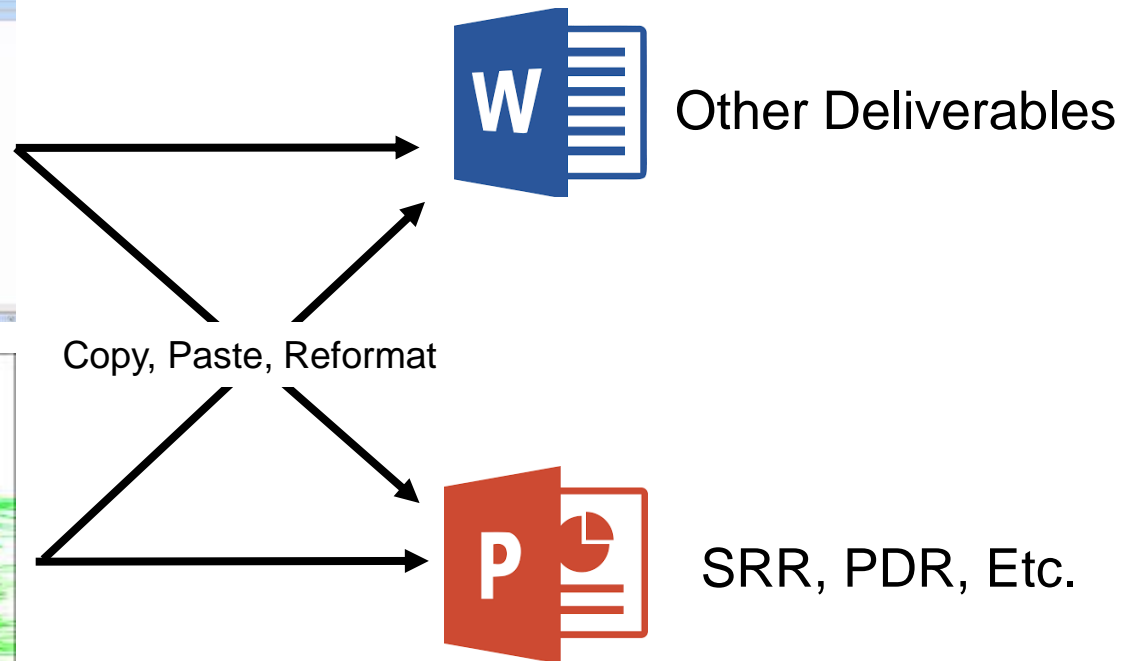 W
Other Deliverables
Copy, Paste, Reformat
P
SRR, PDR, Etc.